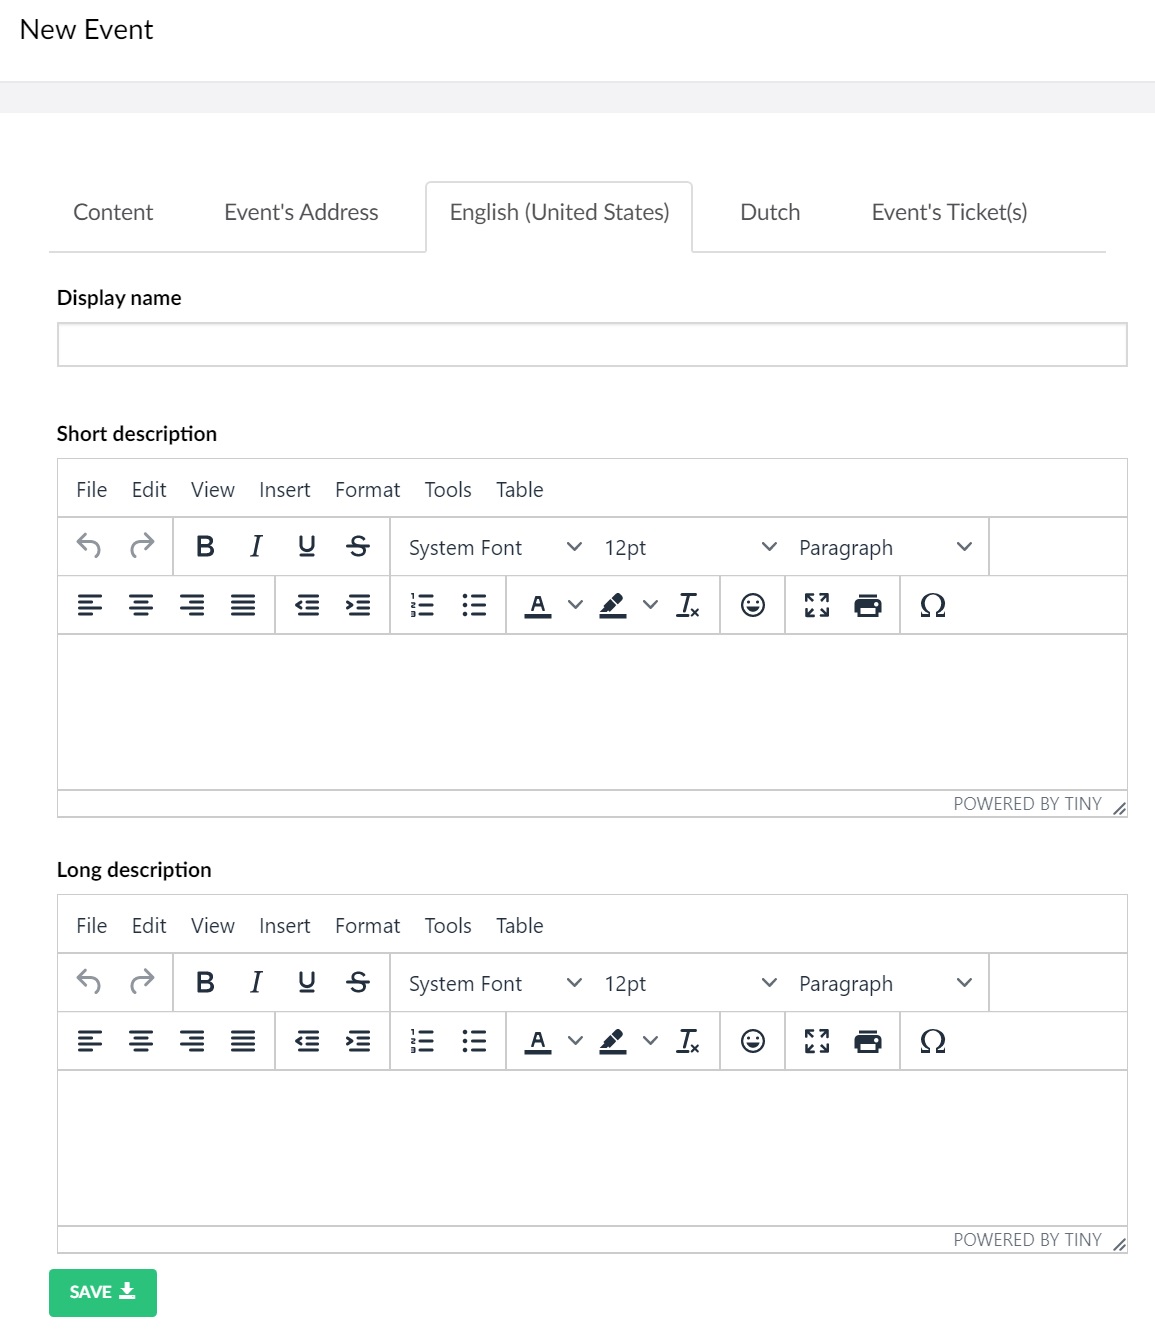 New Event
Content Event's Address English (United States) Dutch Event's Ticket(s)
Display name
Short description
File Edit View Insert Format Tools Table
B I U S System Font 12pt Paragraph
A Ω
POWERED BY TINY
Long description
File Edit View Insert Format Tools Table
B I U S System Font 12pt Paragraph
A Ω
POWERED BY TINY
SAVE